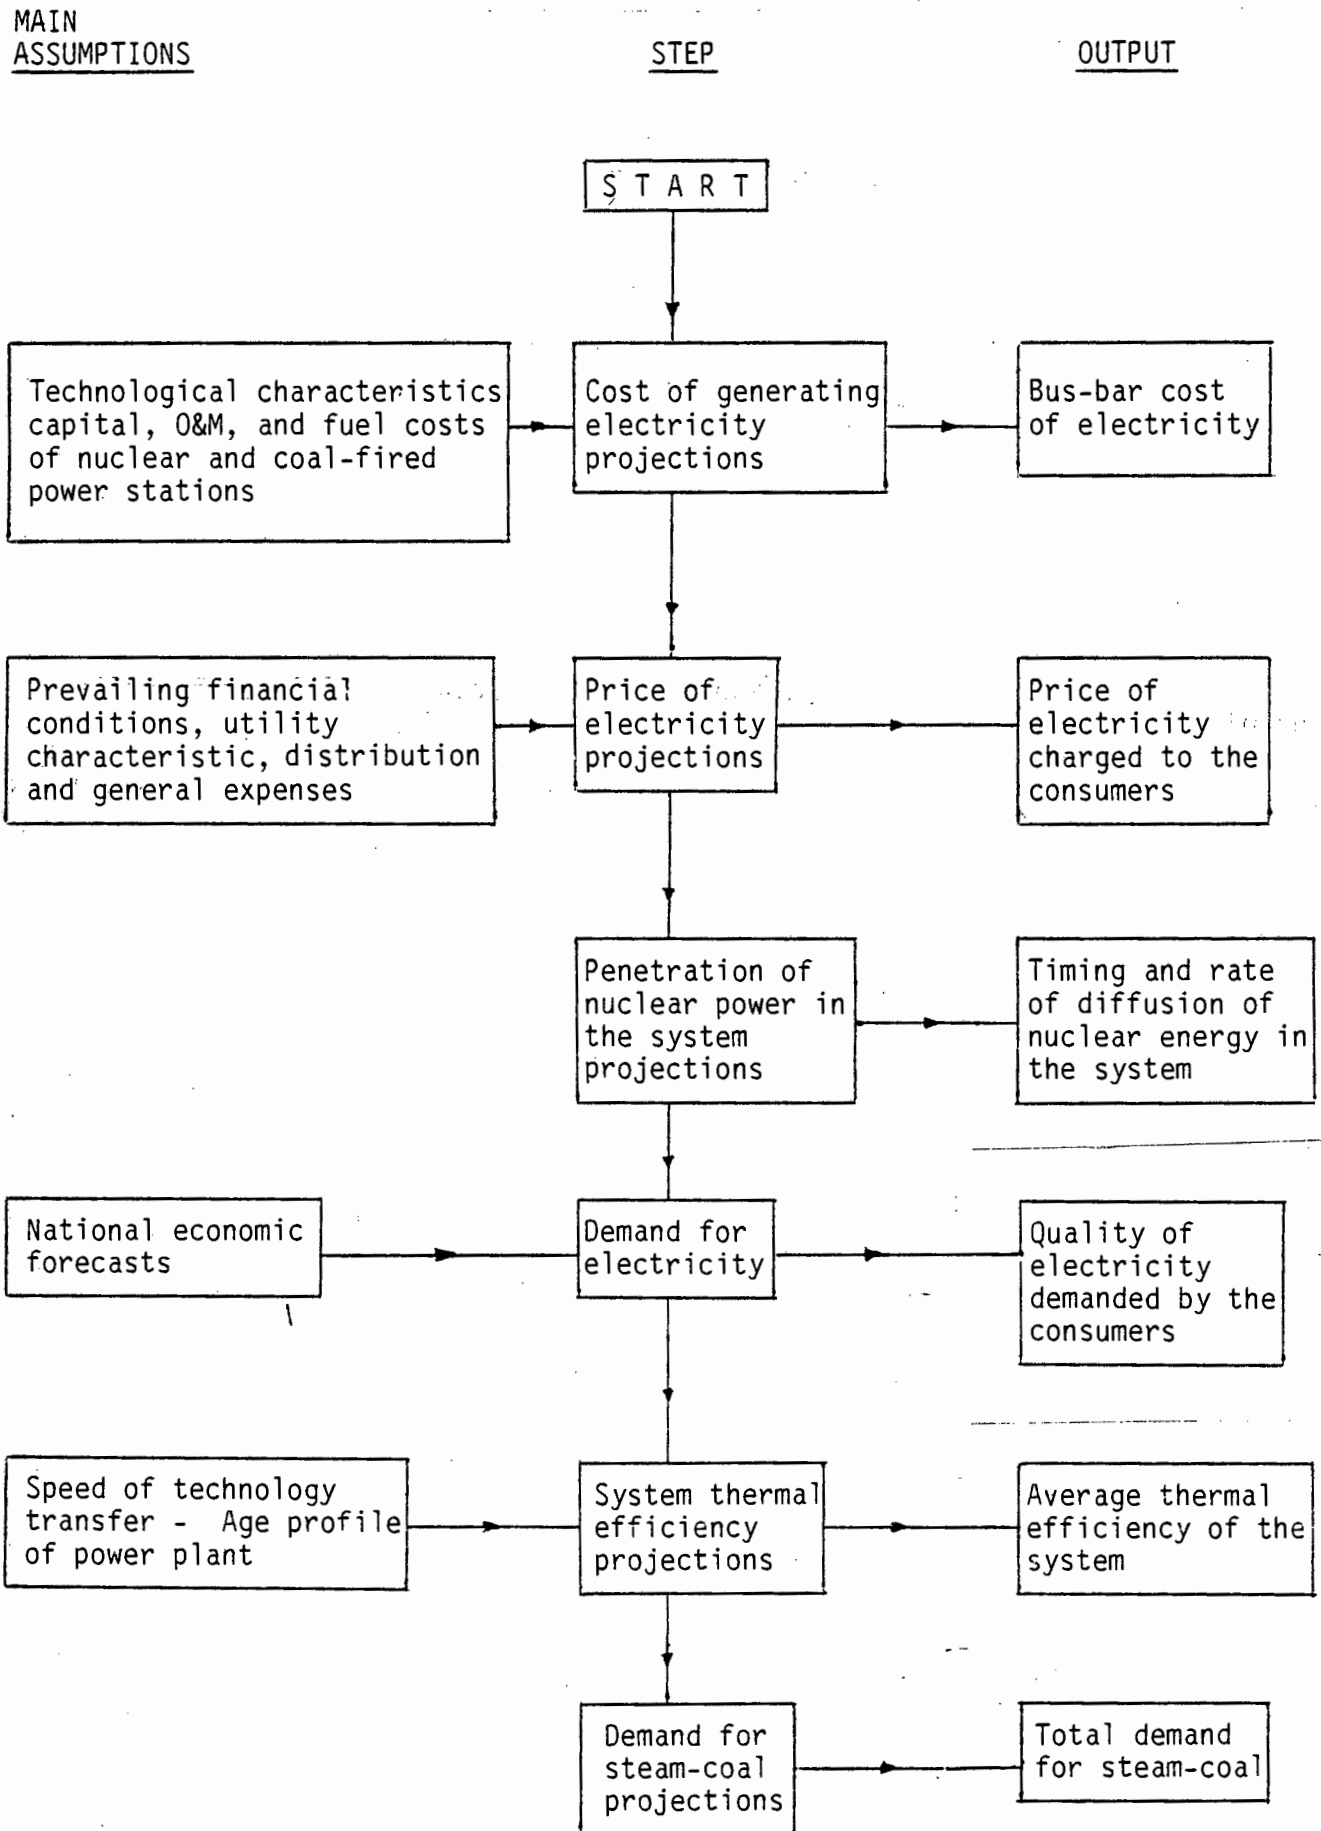 MAIN
ASSUMPTIONS
STEP
OUTPUT
S T A R T
Technological characteristics
capital, O&M, and fuel costs
of nuclear and coal-fired
power stations
Cost of generating
electricity
projections
Bus-bar cost
of electricity
Prevailing financial
conditions, utility
characteristic, distribution
and general expenses
Price of
electricity
projections
Price of
electricity
charged to the
consumers
Penetration of
nuclear power in
the system
projections
Timing and rate
of diffusion of
nuclear energy in
the system
National economic
forecasts
Demand for
electricity
Quality of
electricity
demanded by the
consumers
Speed of technology
transfer - Age profile
of power plant
System thermal
efficiency
projections
Average thermal
efficiency of the
system
Demand for
steam-coal
projections
Total demand
for steam-coal